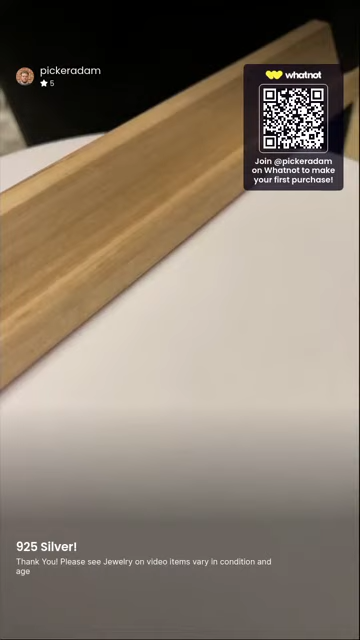 pickeradam
5
whatnot
Join @pickeradam
on Whatnot to make
your first purchase!
925 Silver!
Thank You! Please see Jewelry on video items vary in condition and
age